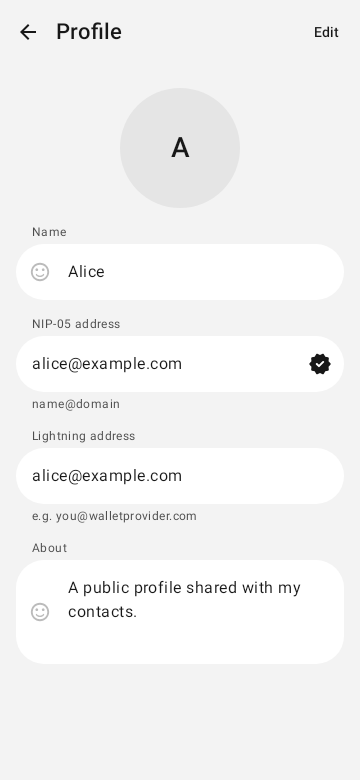 Profile
Edit
A
Name
Alice
NIP-05 address
alice@example.com
name@domain
Lightning address
alice@example.com
e.g. you@walletprovider.com
About
A public profile shared with my
contacts.